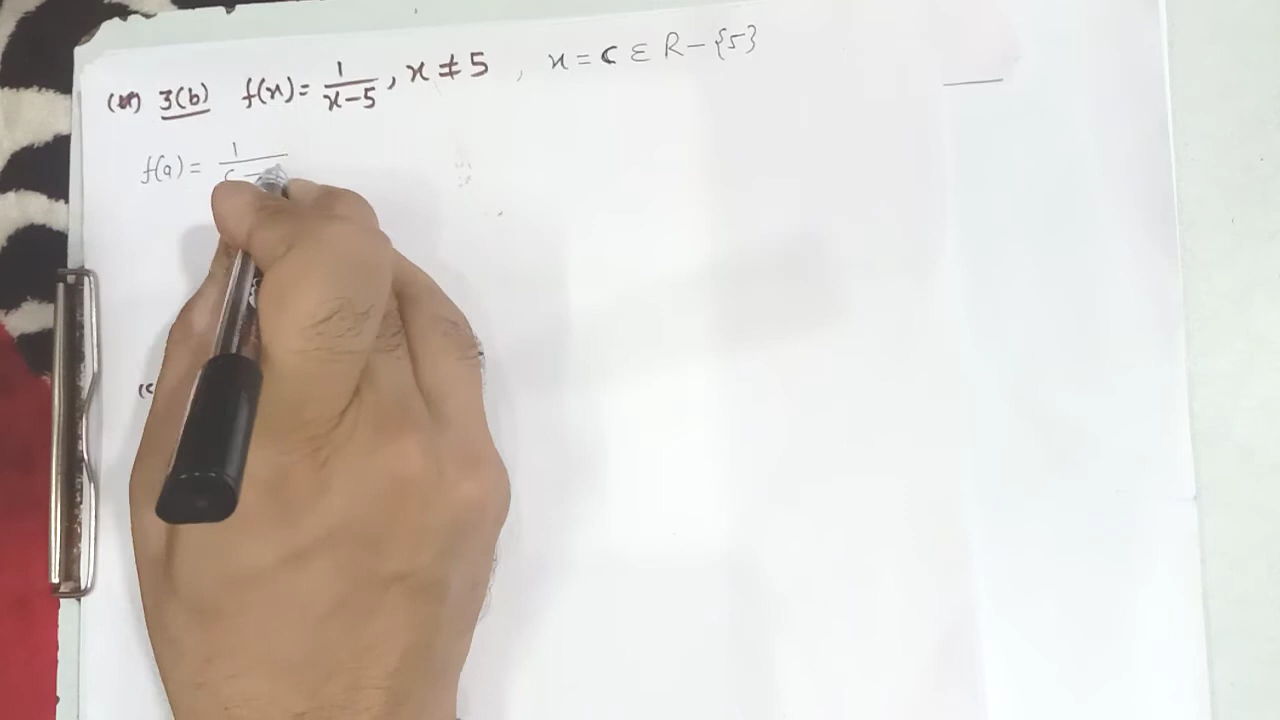 3(b) f(x) = 1/(x-5), x ≠ 5 , x = c ε R - {5}
f(a) = 1/(c -
(c